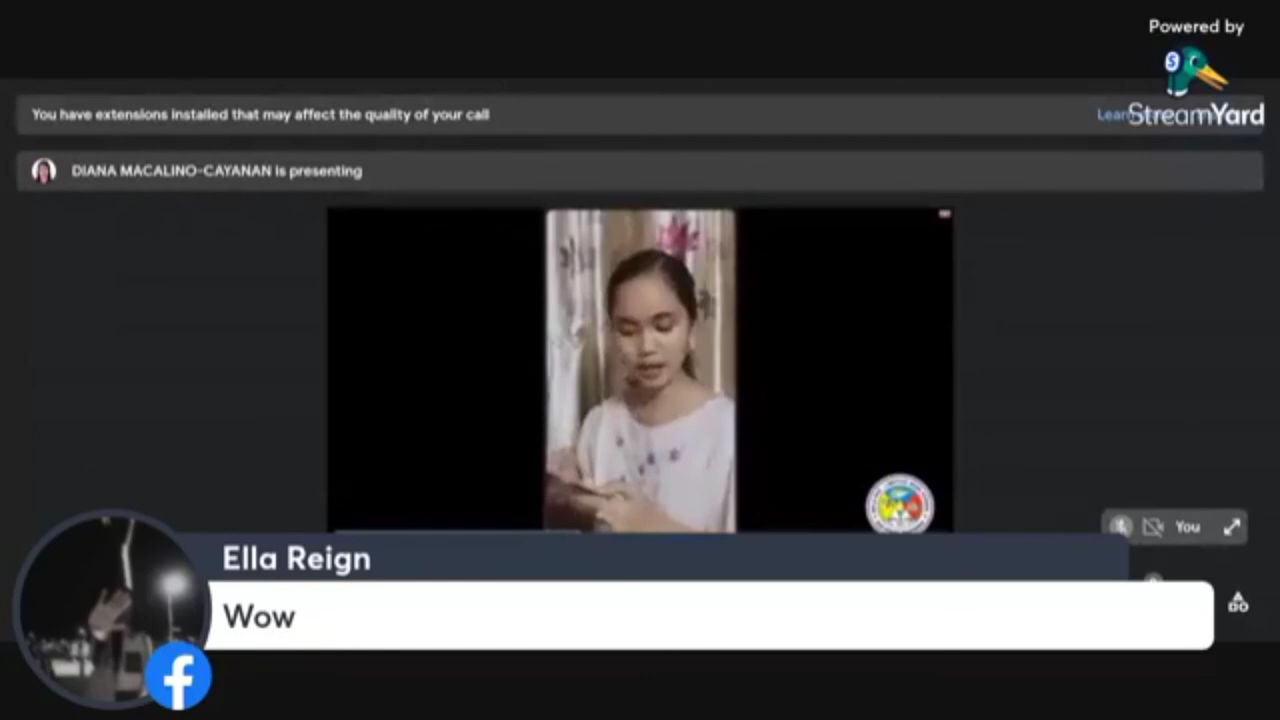 Powered by
StreamYard
You have extensions installed that may affect the quality of your call
Learn
DIANA MACALINO-CAYANAN is presenting
You
Ella Reign
Wow